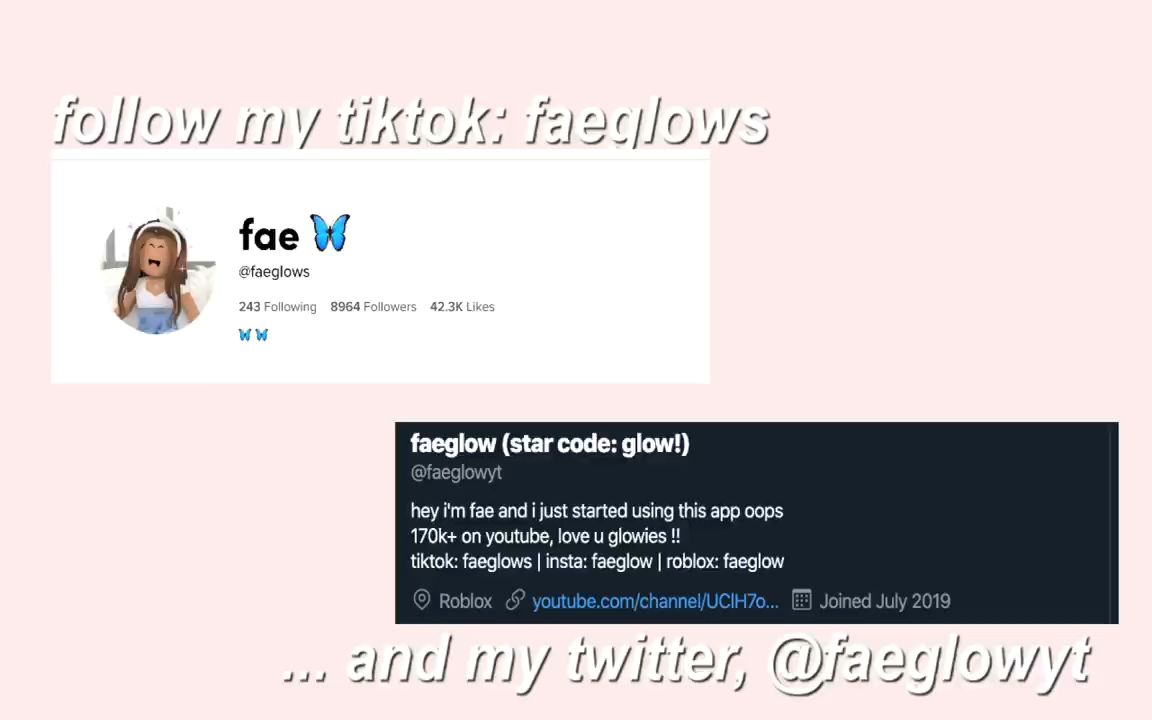 follow my tiktok: faeglows
fae 🦋
@faeglows
243 Following 8964 Followers 42.3K Likes
🦋🦋
faeglow (star code: glow!)
@faeglowyt
hey i'm fae and i just started using this app oops
170k+ on youtube, love u glowies !!
tiktok: faeglows | insta: faeglow | roblox: faeglow
Roblox youtube.com/channel/UClH7o... Joined July 2019
... and my twitter, @faeglowyt